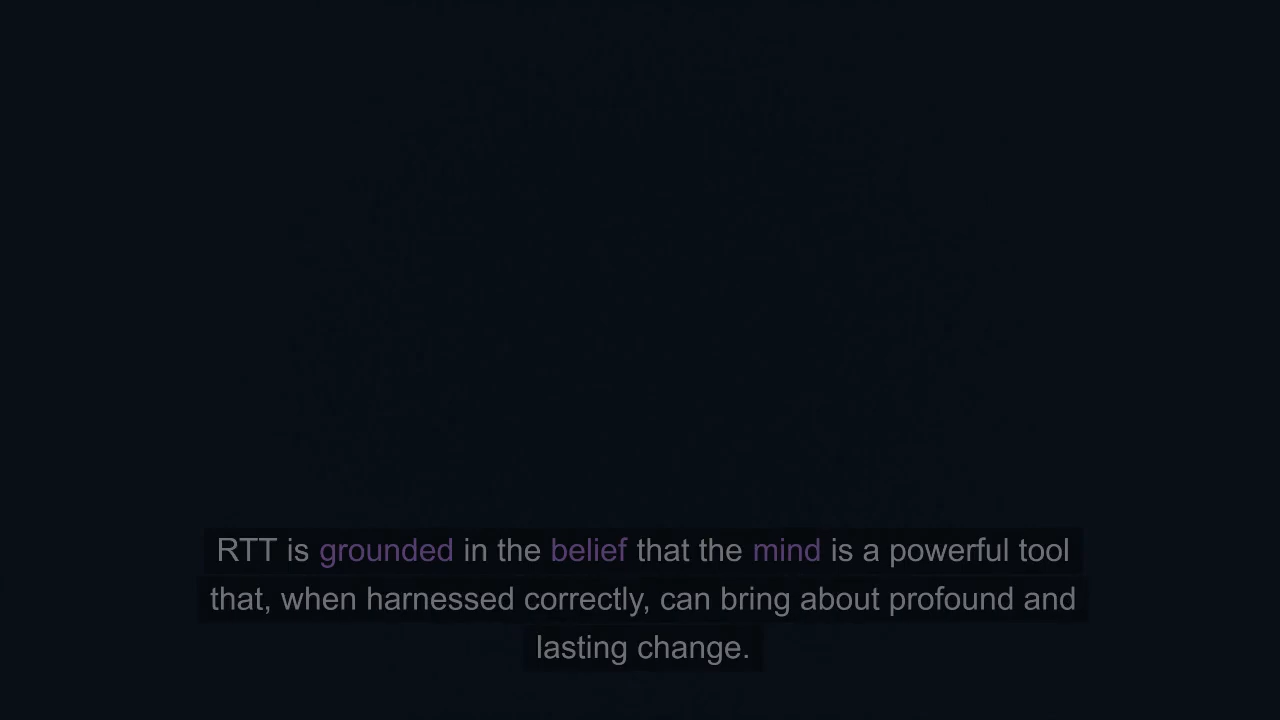 RTT is grounded in the belief that the mind is a powerful tool
that, when harnessed correctly, can bring about profound and
lasting change.